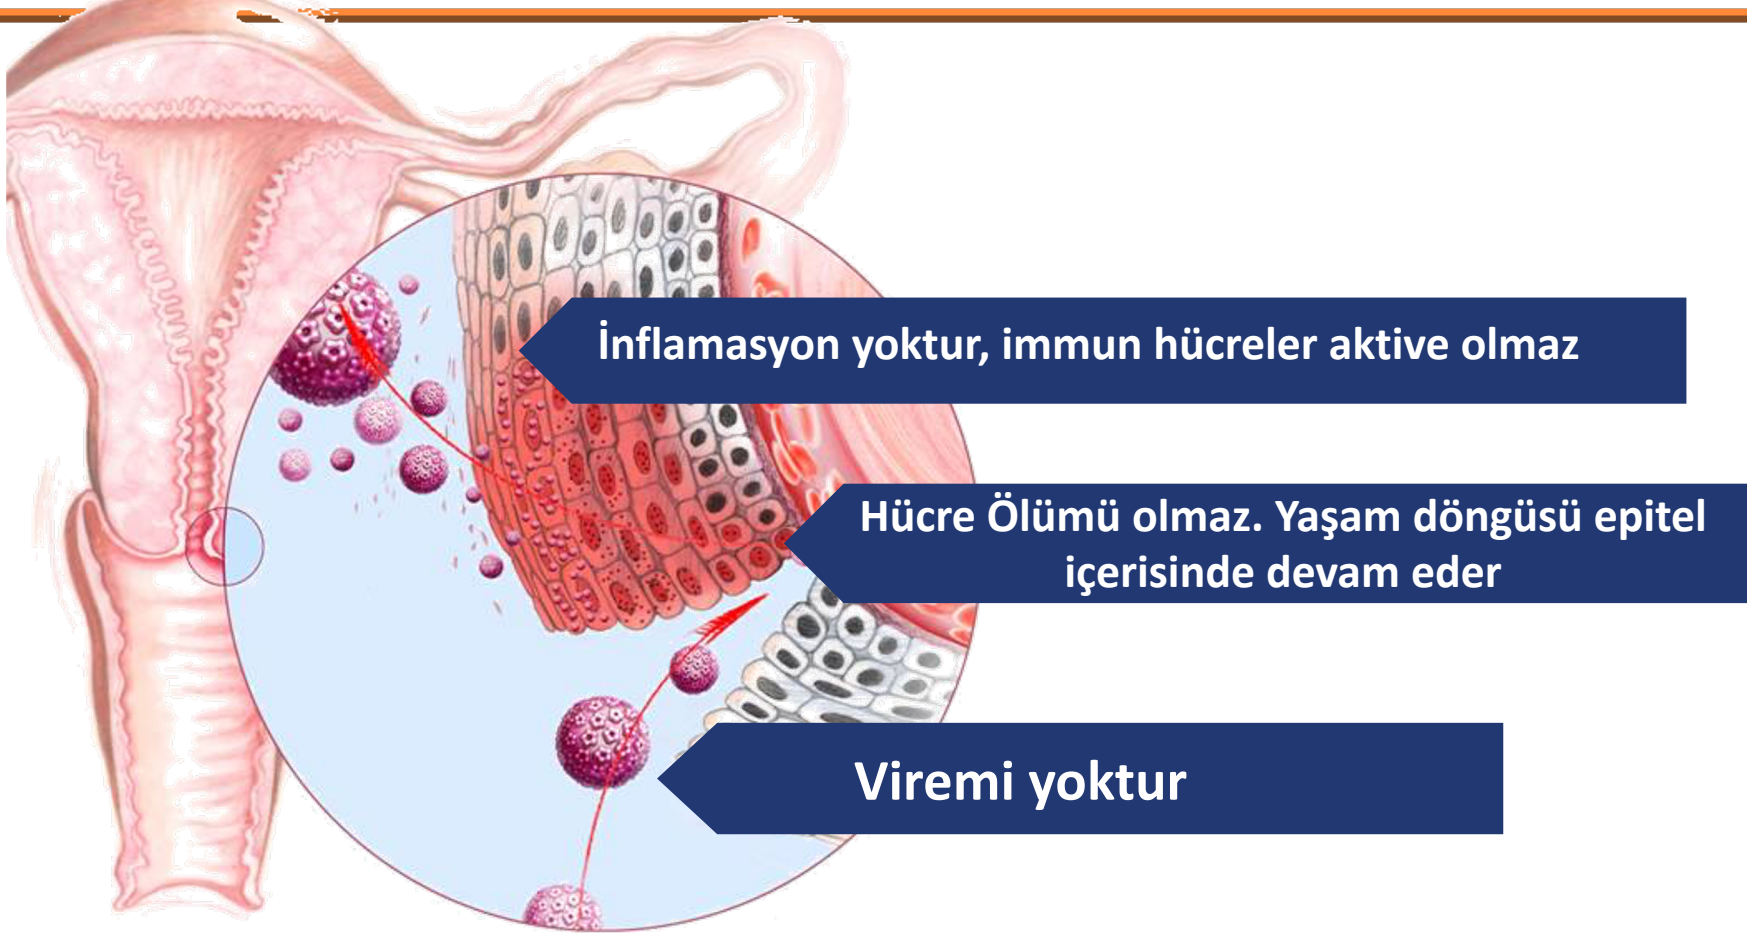 İnflamasyon yoktur, immun hücreler aktive olmaz
Hücre Ölümü olmaz. Yaşam döngüsü epitel
içerisinde devam eder
Viremi yoktur